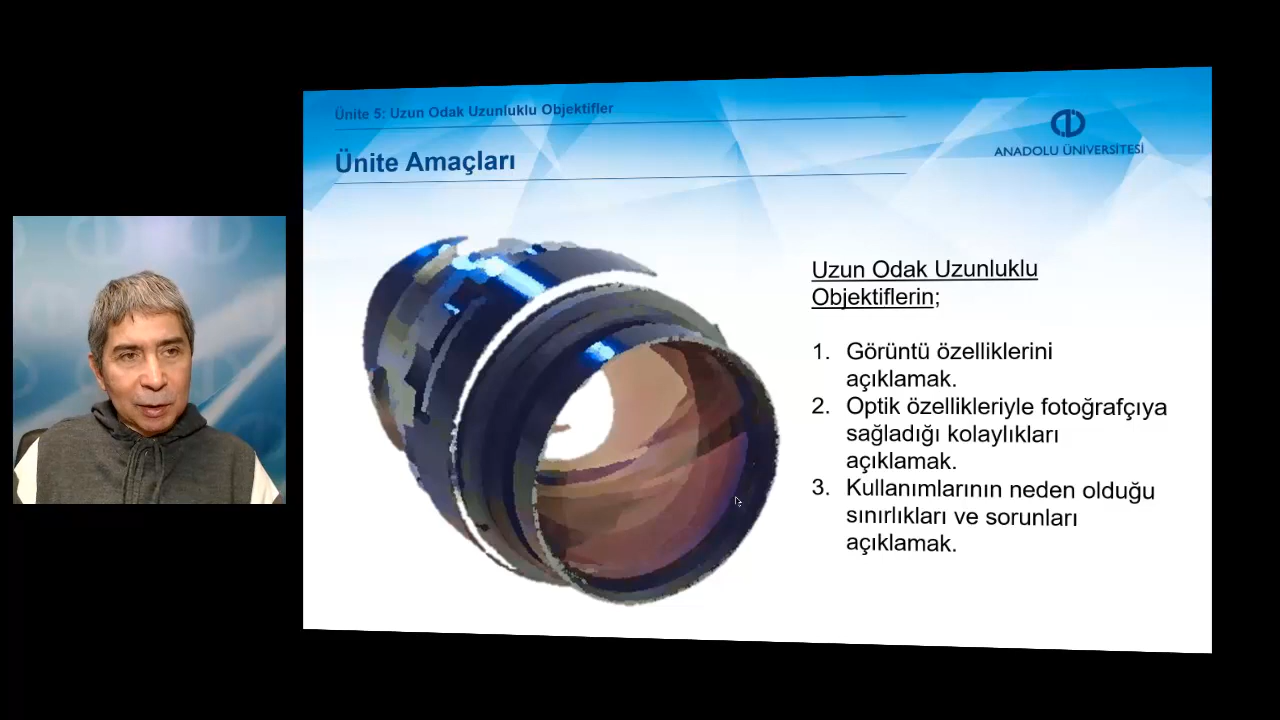 Ünite 5: Uzun Odak Uzunluklu Objektifler
Ünite Amaçları
ANADOLU ÜNİVERSİTESİ
Uzun Odak Uzunluklu
Objektiflerin;
1. Görüntü özelliklerini
açıklamak.
2. Optik özellikleriyle fotoğrafçıya
sağladığı kolaylıkları
açıklamak.
3. Kullanımlarının neden olduğu
sınırlıkları ve sorunları
açıklamak.